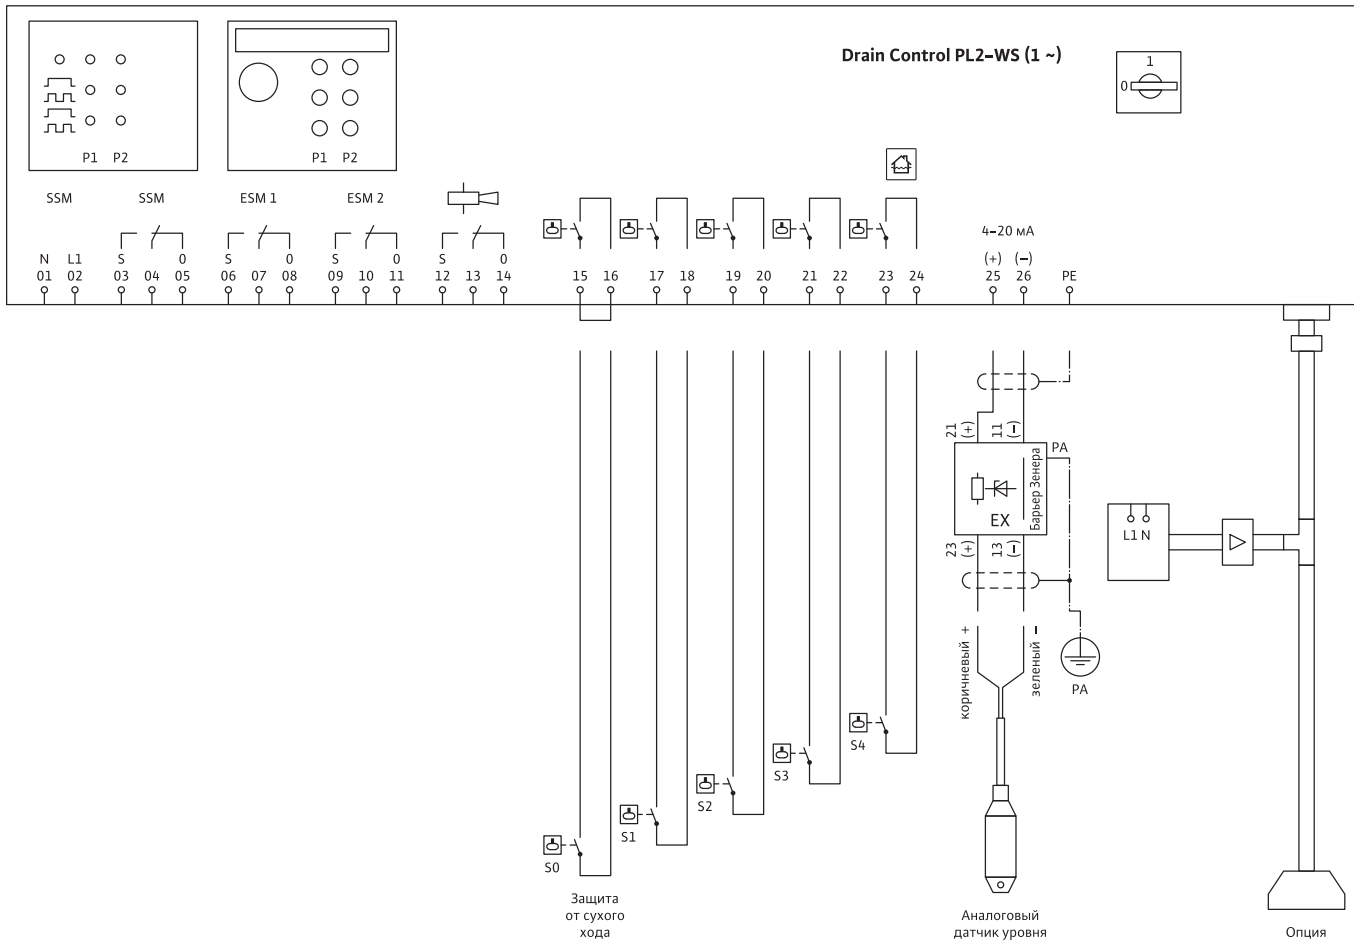 Drain Control PL2–WS (1 ~)
1
0
P1 P2
P1 P2
SSM SSM ESM 1 ESM 2
4–20 мА
S 0 S 0 S 0 S 0
N L1 (+) (–)
01 02 03 04 05 06 07 08 09 10 11 12 13 14 15 16 17 18 19 20 21 22 23 24 25 26 PE
21 (+) 11 (–)
PA
Барьер Зенера
EX
23 (+) 13 (–)
L1 N
коричневый +
зеленый –
PA
S4
S3
S2
S1
S0
Защита
от сухого
хода
Аналоговый
датчик уровня
Опция